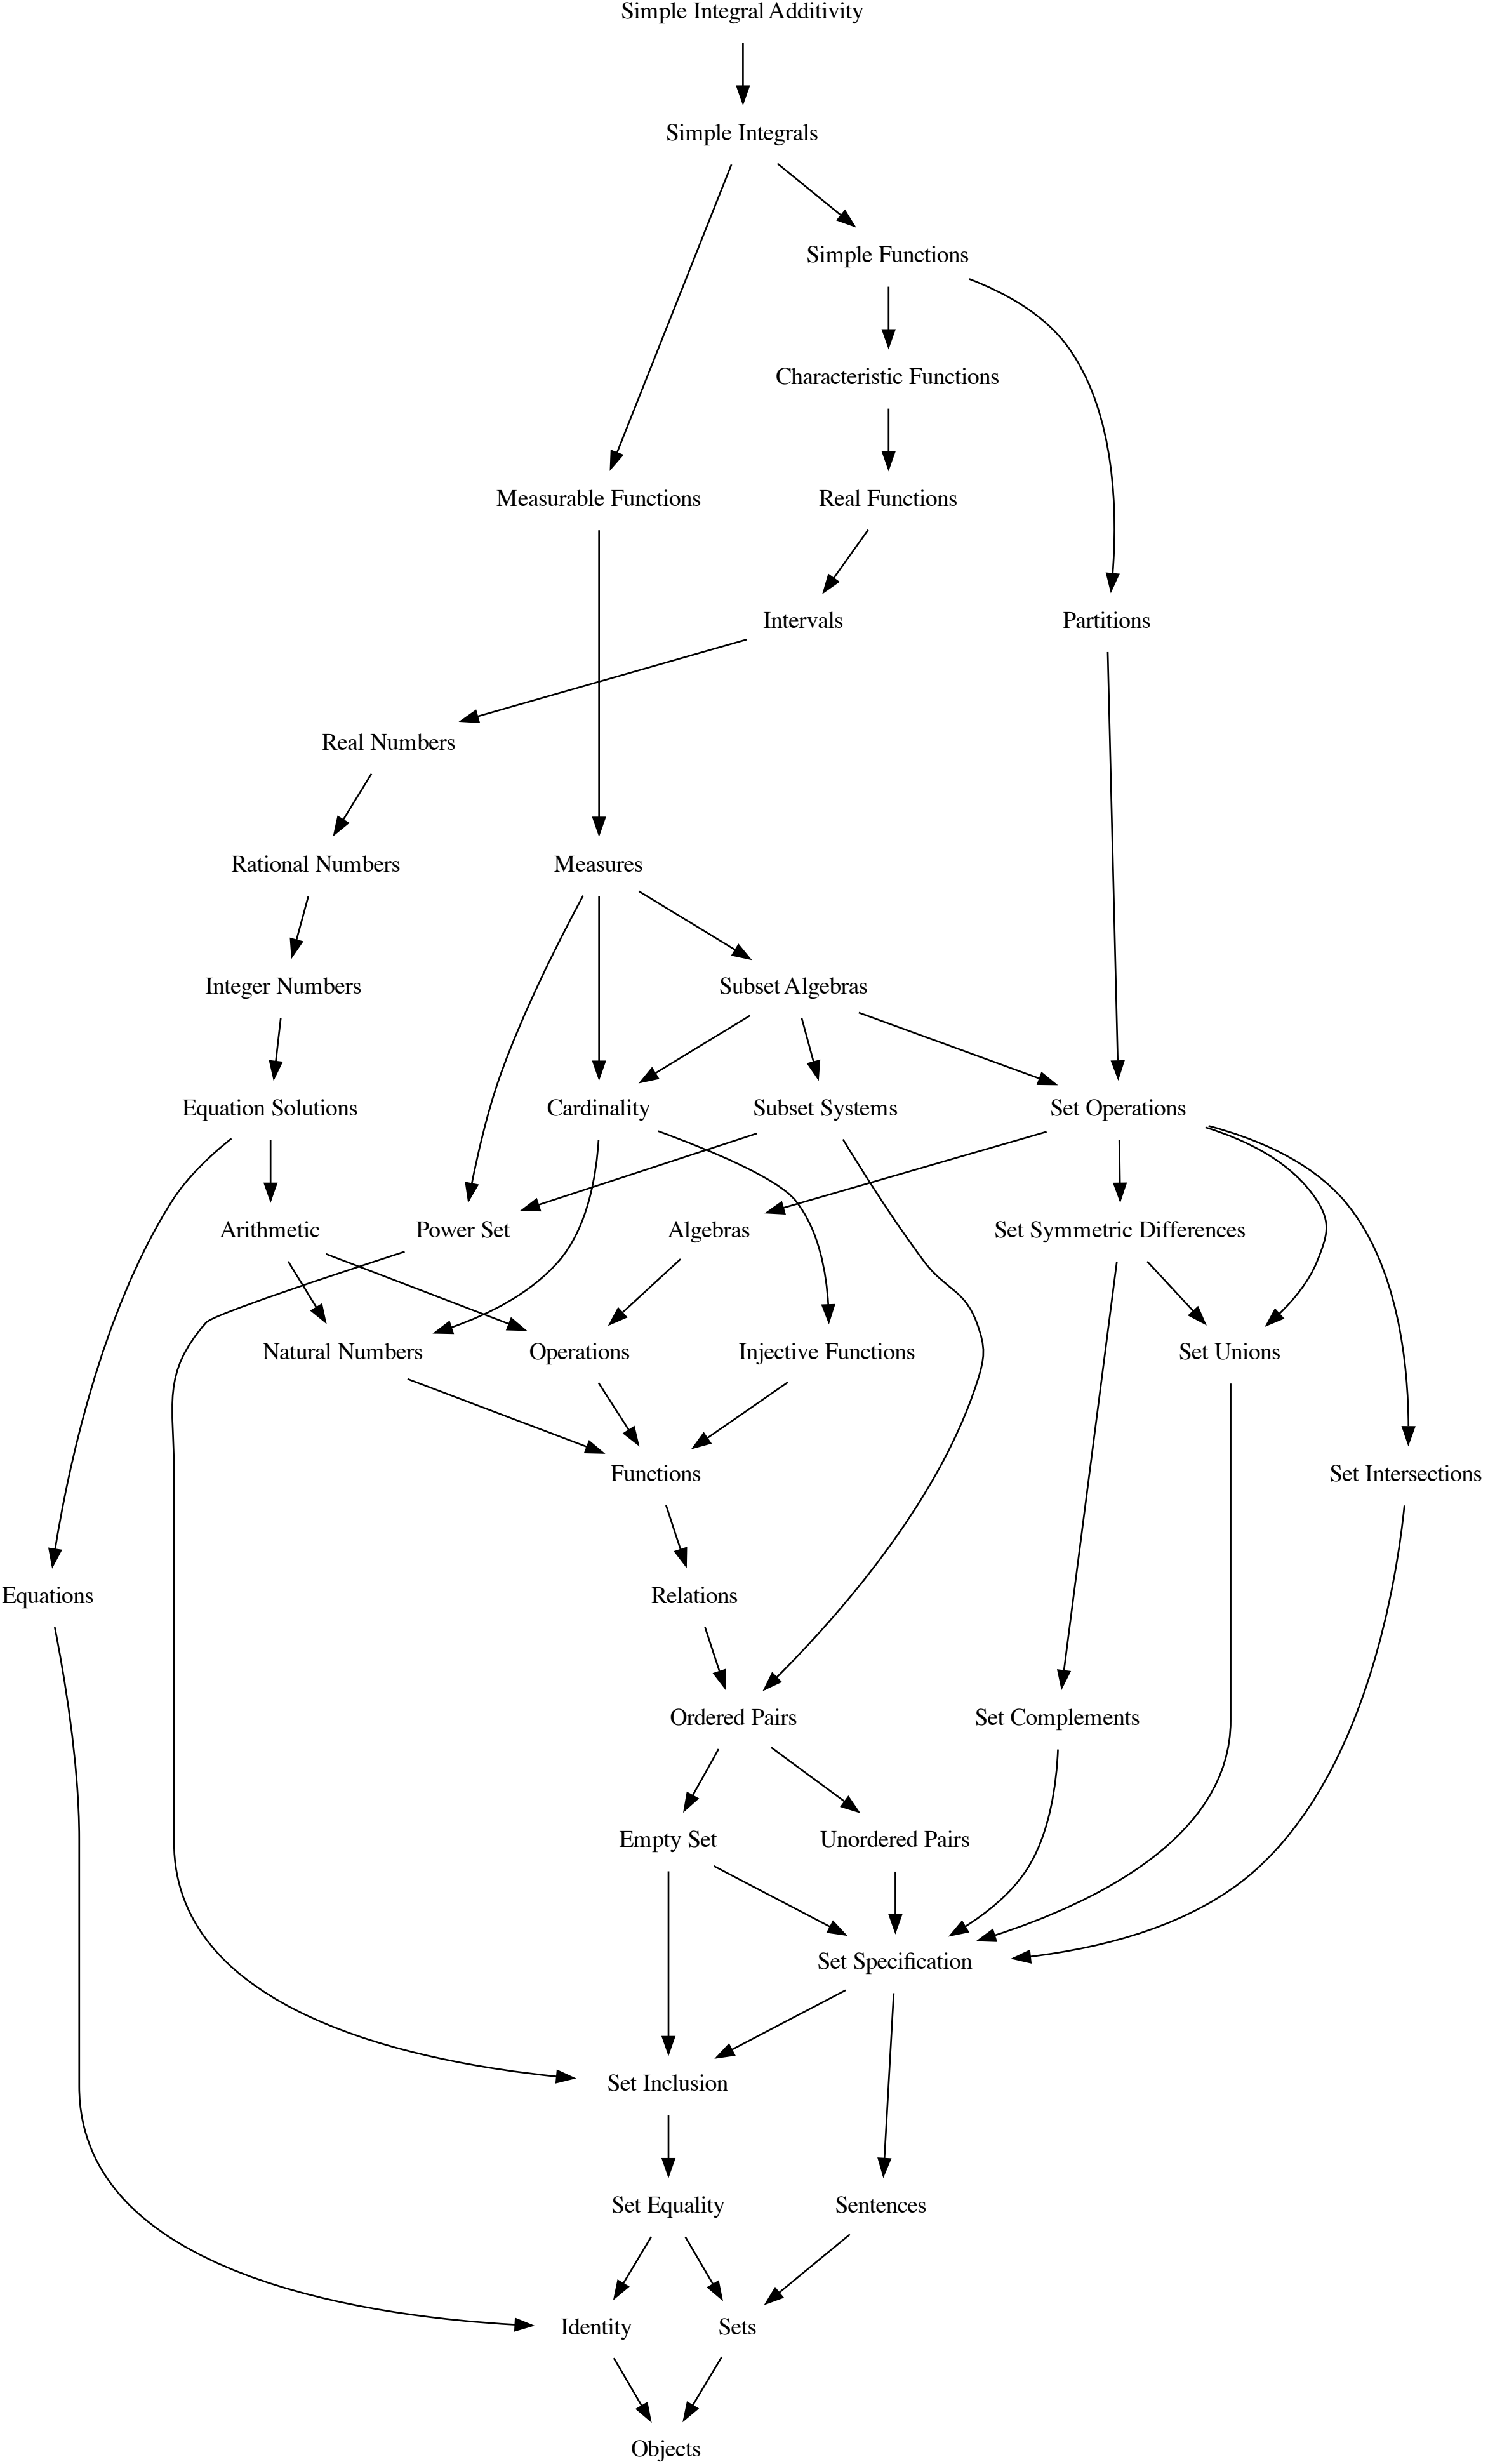 Simple Integral Additivity
Simple Integrals
Simple Functions
Characteristic Functions
Measurable Functions
Real Functions
Intervals
Partitions
Real Numbers
Rational Numbers
Measures
Integer Numbers
Subset Algebras
Equation Solutions
Cardinality
Subset Systems
Set Operations
Arithmetic
Power Set
Algebras
Set Symmetric Differences
Natural Numbers
Operations
Injective Functions
Set Unions
Functions
Set Intersections
Equations
Relations
Ordered Pairs
Set Complements
Empty Set
Unordered Pairs
Set Specification
Set Inclusion
Set Equality
Sentences
Identity
Sets
Objects